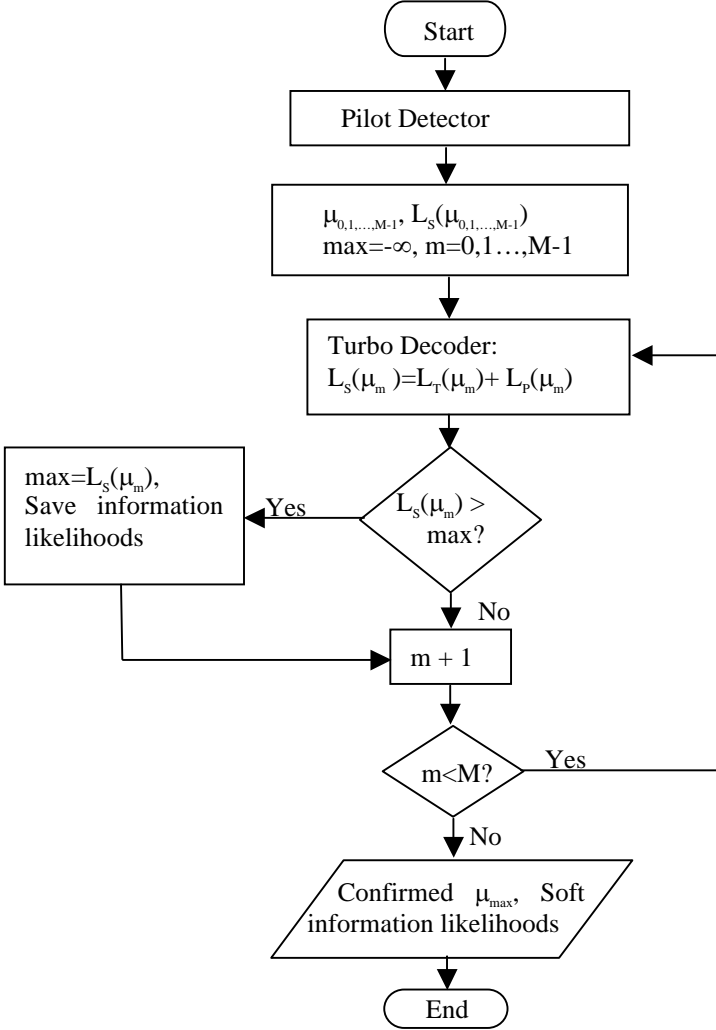 Start
Pilot Detector
μ0,1,…,M-1, LS(μ0,1,…,M-1)
max=-∞, m=0,1…,M-1
Turbo Decoder:
LS(μm )=LT(μm)+ LP(μm)
max=LS(μm),
Save information
likelihoods
Yes
LS(μm) >
max?
No
m + 1
m<M?
Yes
No
Confirmed μmax, Soft
information likelihoods
End